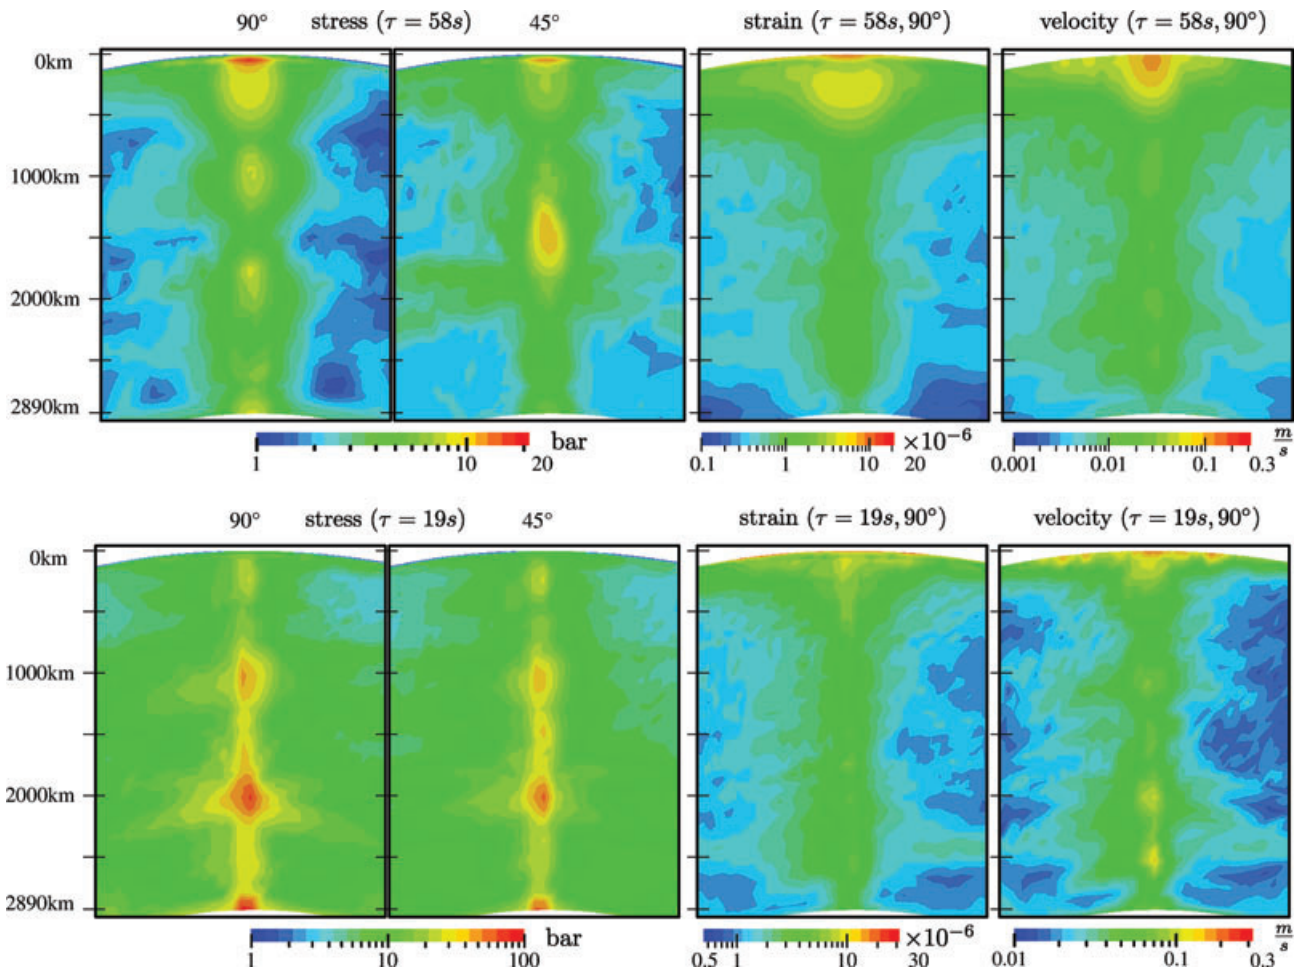 90° stress (τ = 58s) 45° strain (τ = 58s, 90°) velocity (τ = 58s, 90°)
0km
1000km
2000km
2890km
bar ×10⁻⁶ m/s
1 10 20 0.1 1 10 20 0.001 0.01 0.1 0.3
90° stress (τ = 19s) 45° strain (τ = 19s, 90°) velocity (τ = 19s, 90°)
0km
1000km
2000km
2890km
bar ×10⁻⁶ m/s
1 10 100 0.5 1 10 30 0.01 0.1 0.3